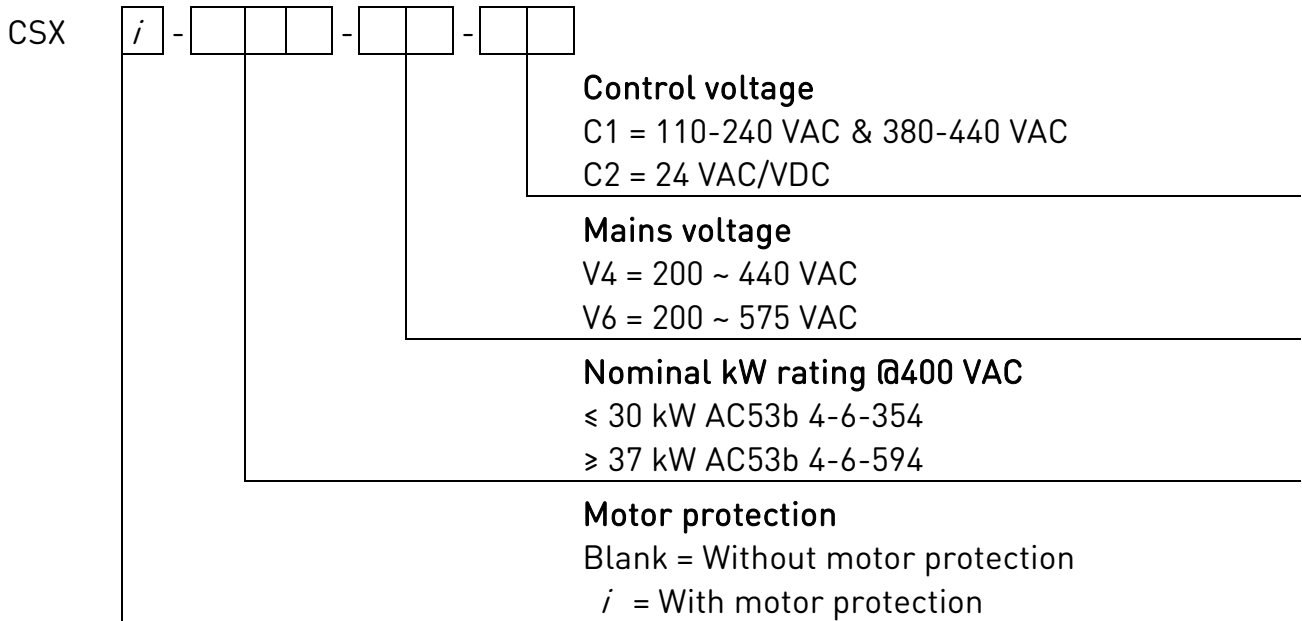 CSX i - - -
Control voltage
C1 = 110-240 VAC & 380-440 VAC
C2 = 24 VAC/VDC
Mains voltage
V4 = 200 ~ 440 VAC
V6 = 200 ~ 575 VAC
Nominal kW rating @400 VAC
≤ 30 kW AC53b 4-6-354
≥ 37 kW AC53b 4-6-594
Motor protection
Blank = Without motor protection
i = With motor protection